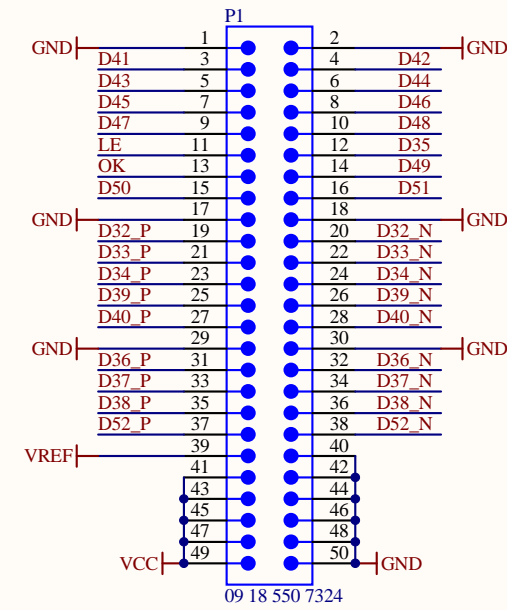 P1
GND 1 2 GND
D41 3 4 D42
D43 5 6 D44
D45 7 8 D46
D47 9 10 D48
LE 11 12 D35
OK 13 14 D49
D50 15 16 D51
GND 17 18 GND
D32_P 19 20 D32_N
D33_P 21 22 D33_N
D34_P 23 24 D34_N
D39_P 25 26 D39_N
D40_P 27 28 D40_N
GND 29 30 GND
D36_P 31 32 D36_N
D37_P 33 34 D37_N
D38_P 35 36 D38_N
D52_P 37 38 D52_N
VREF 39 40
41 42
43 44
45 46
47 48
VCC 49 50 GND
09 18 550 7324